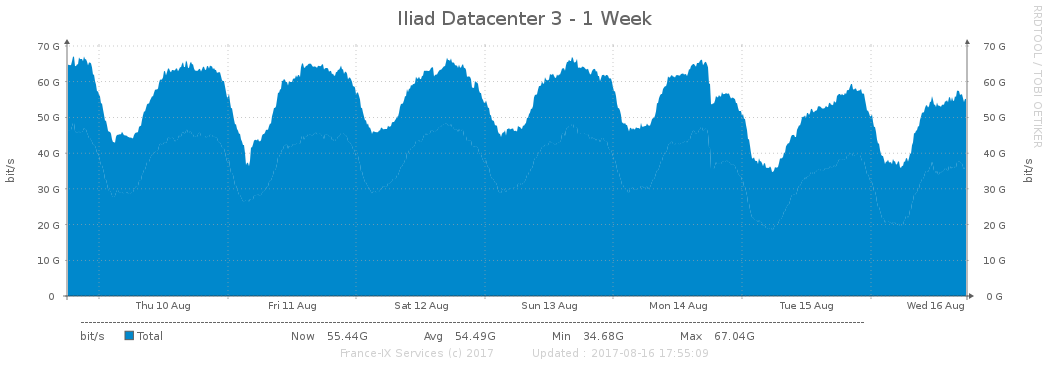 Iliad Datacenter 3 - 1 Week
RRDTOOL / TOBI OETIKER
70 G 70 G
60 G 60 G
50 G 50 G
40 G 40 G
30 G 30 G
20 G 20 G
10 G 10 G
0 0 G
bit/s
bit/s
Thu 10 Aug Fri 11 Aug Sat 12 Aug Sun 13 Aug Mon 14 Aug Tue 15 Aug Wed 16 Aug
bit/s Total Now 55.44G Avg 54.49G Min 34.68G Max 67.04G
France-IX Services (c) 2017 Updated : 2017-08-16 17:55:09